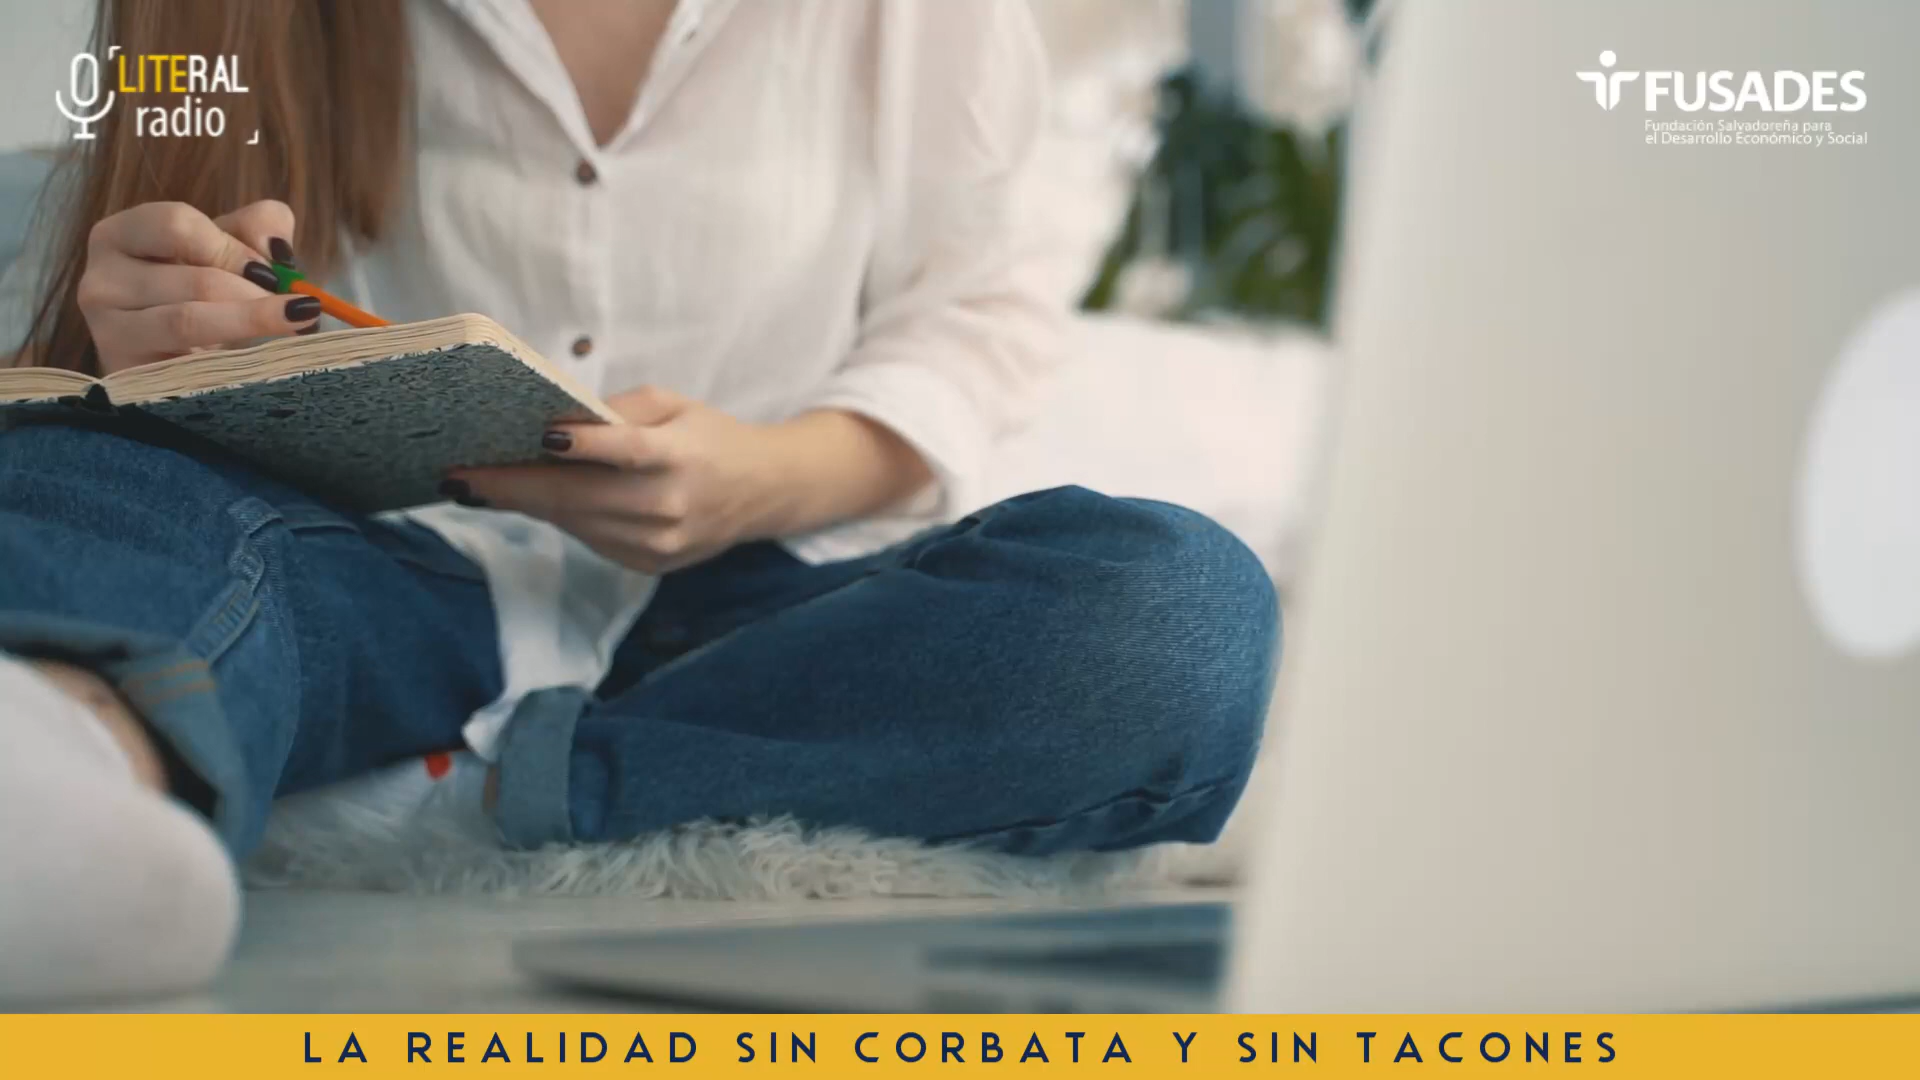 LITERAL
radio
FUSADES
Fundación Salvadoreña para
el Desarrollo Económico y Social
LA REALIDAD SIN CORBATA Y SIN TACONES